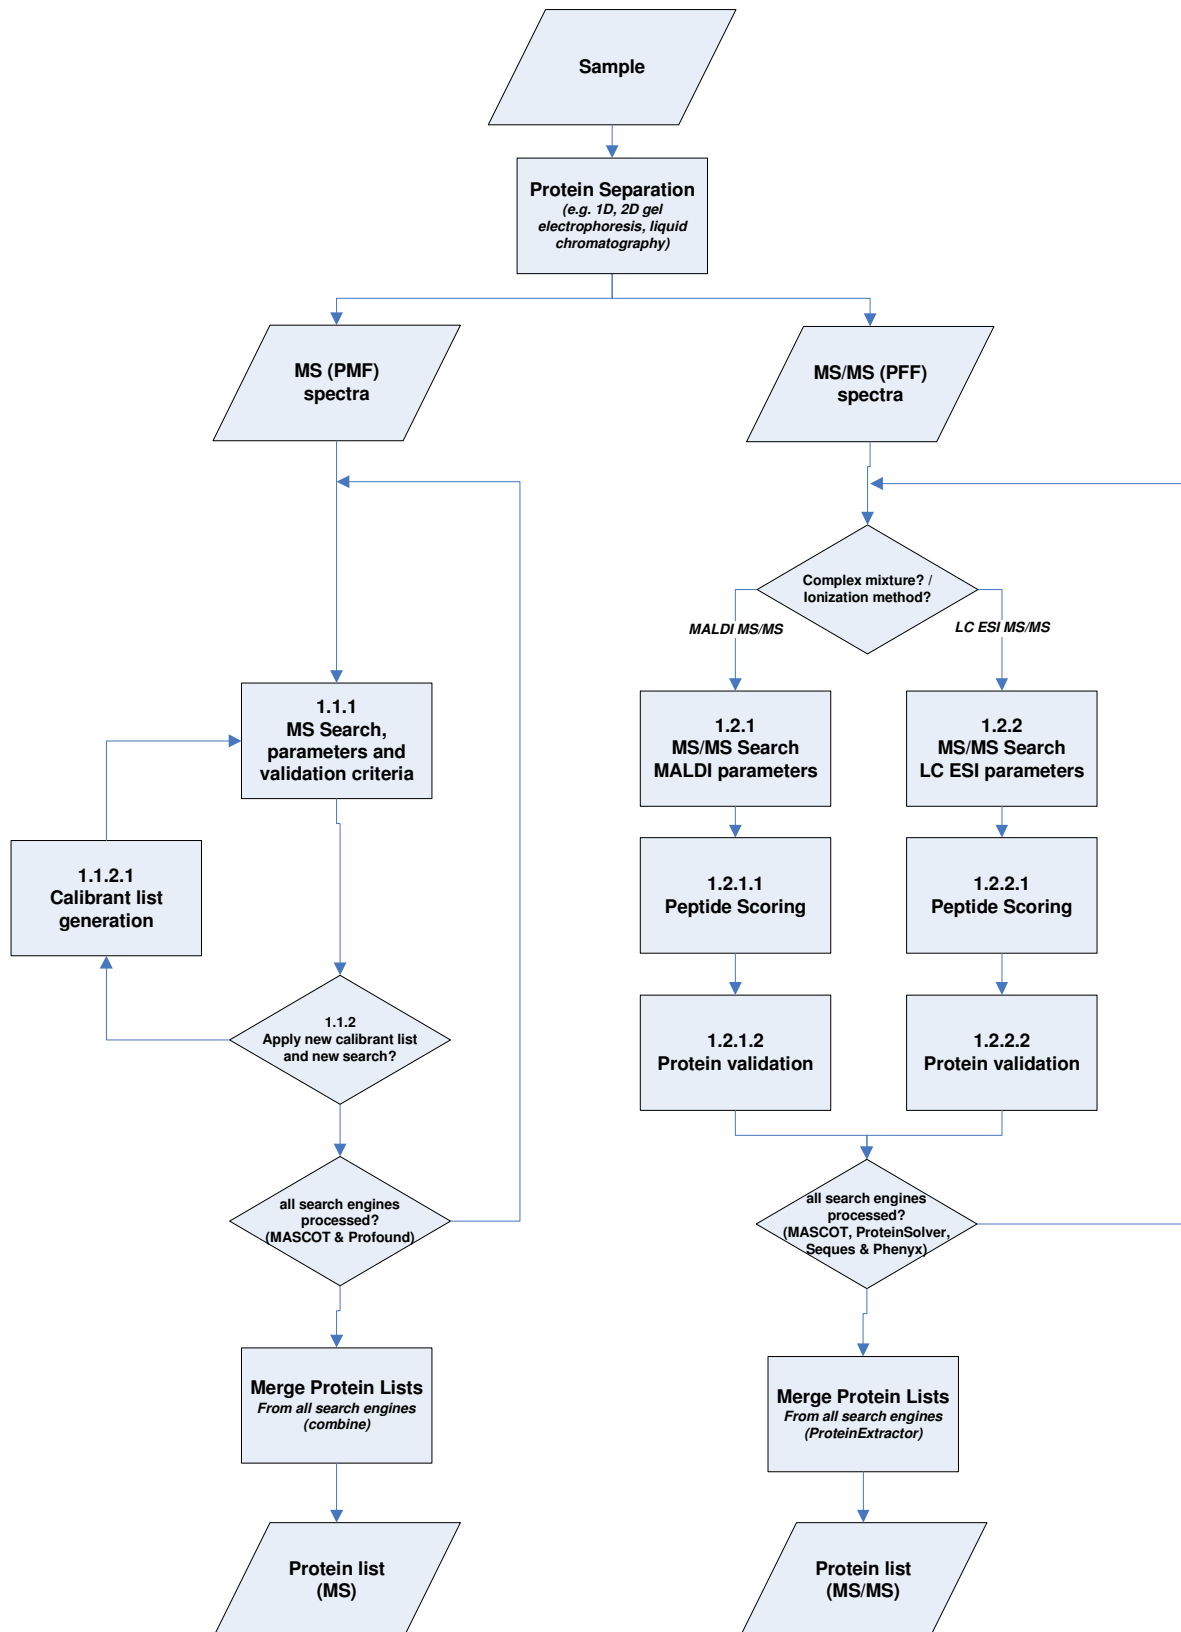 Sample
Protein Separation
(e.g. 1D, 2D gel
electrophoresis, liquid
chromatography)
MS (PMF)
spectra
MS/MS (PFF)
spectra
Complex mixture? /
Ionization method?
MALDI MS/MS
LC ESI MS/MS
1.1.1
MS Search,
parameters and
validation criteria
1.2.1
MS/MS Search
MALDI parameters
1.2.2
MS/MS Search
LC ESI parameters
1.1.2.1
Calibrant list
generation
1.2.1.1
Peptide Scoring
1.2.2.1
Peptide Scoring
1.1.2
Apply new calibrant list
and new search?
1.2.1.2
Protein validation
1.2.2.2
Protein validation
all search engines
processed?
(MASCOT & Profound)
all search engines
processed?
(MASCOT, ProteinSolver,
Seques & Phenyx)
Merge Protein Lists
From all search engines
(combine)
Merge Protein Lists
From all search engines
(ProteinExtractor)
Protein list
(MS)
Protein list
(MS/MS)